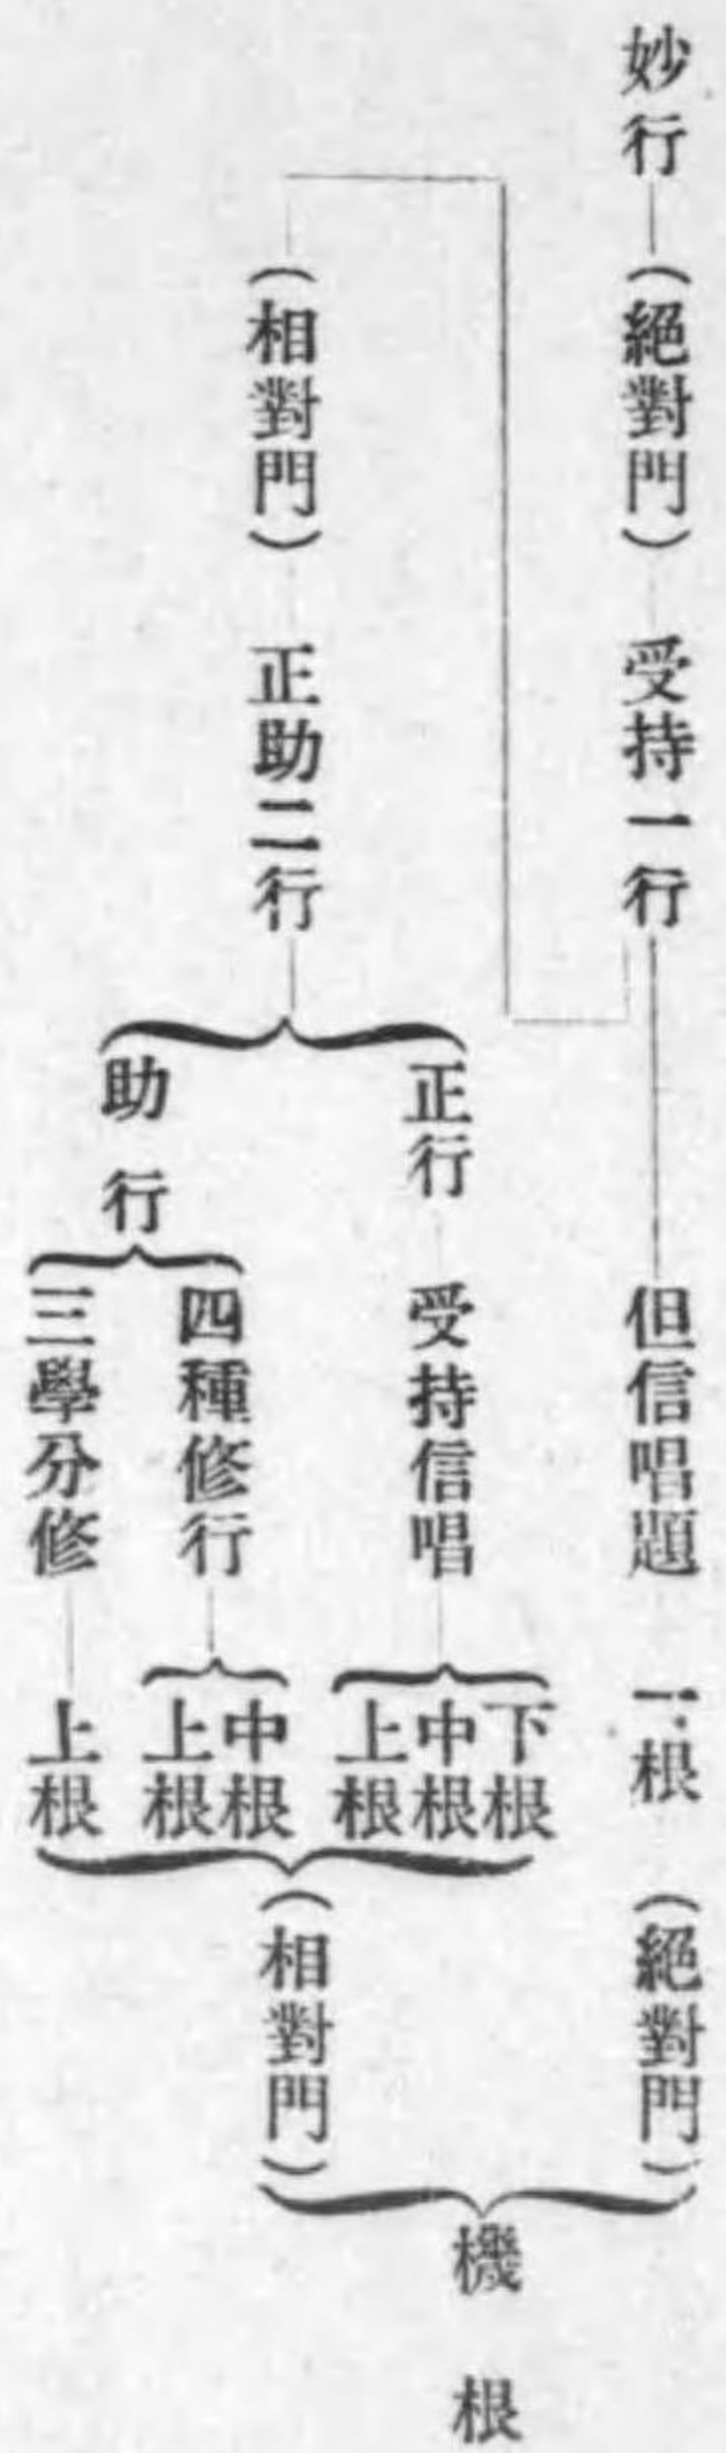 妙行
(絕對門)
受持一行
但信唱題
一根
(絕對門)
(相對門)
正助二行
正行
受持信唱
下根
中根
上根
助行
四種修行
中根
上根
三學分修
上根
(相對門)
機根